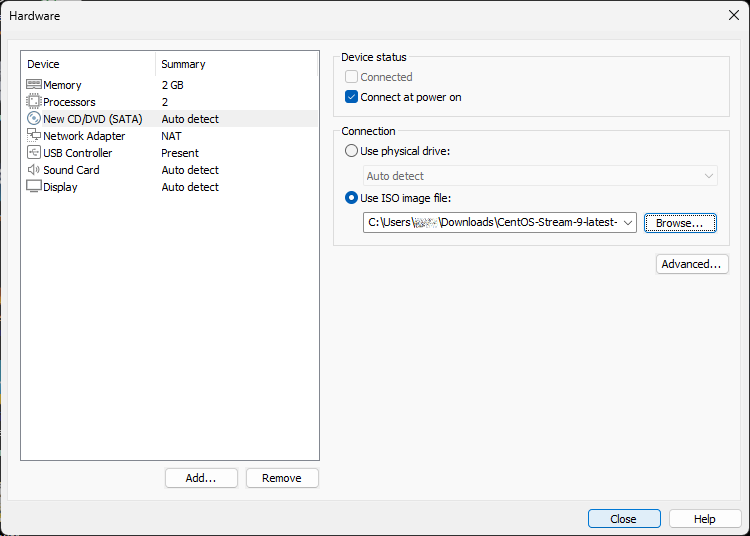 Hardware
Device Summary
Memory 2 GB
Processors 2
New CD/DVD (SATA) Auto detect
Network Adapter NAT
USB Controller Present
Sound Card Auto detect
Display Auto detect
Add... Remove
Device status
Connected
Connect at power on
Connection
Use physical drive:
Auto detect
Use ISO image file:
C:\Users\ \Downloads\CentOS-Stream-9-latest- Browse...
Advanced...
Close Help